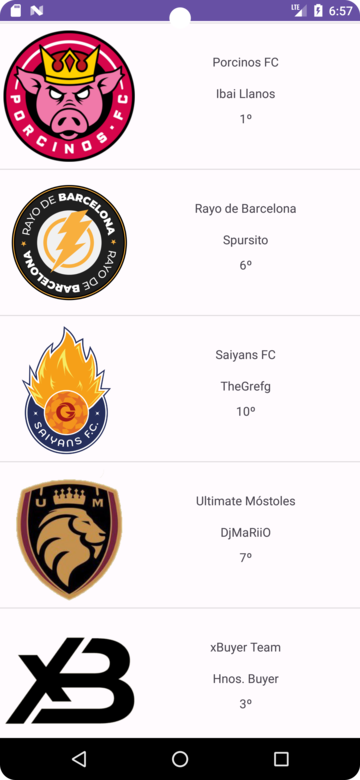 LTE 6:57
PORCINOS · FC
Porcinos FC
Ibai Llanos
1º
RAYO DE BARCELONA
RAYO DE BARCELONA
Rayo de Barcelona
Spursito
6º
G
SAIYANS F.C.
Saiyans FC
TheGrefg
10º
U M
Ultimate Móstoles
DjMaRiiO
7º
xB
xBuyer Team
Hnos. Buyer
3º